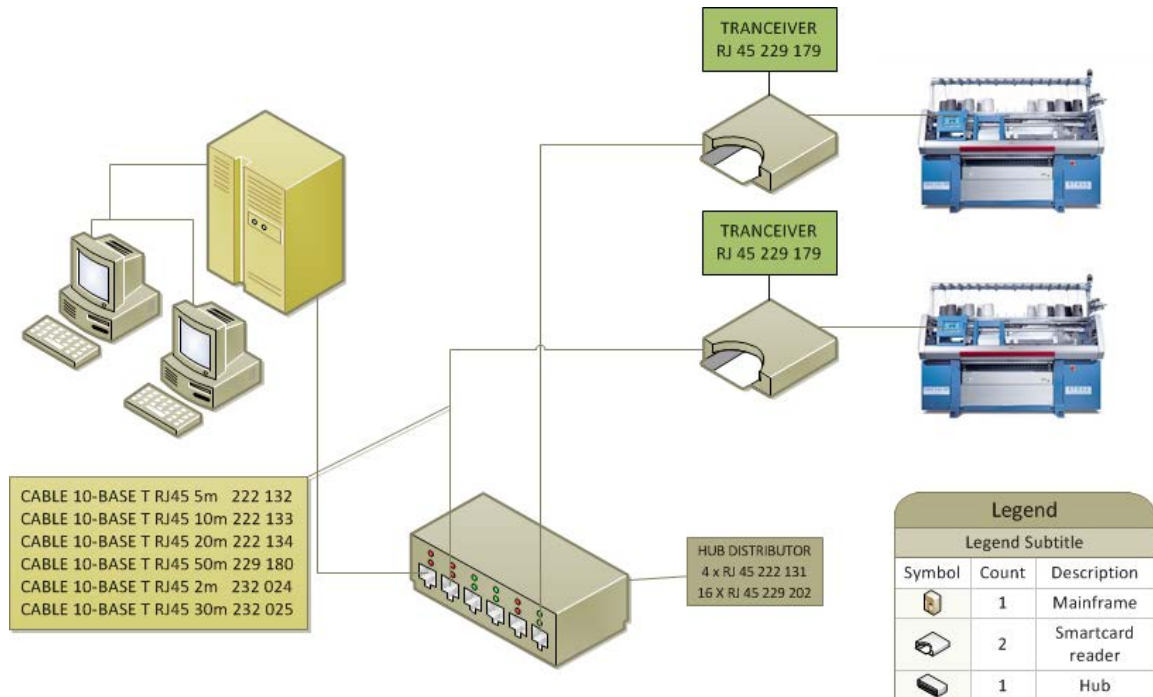 TRANCEIVER
RJ 45 229 179
TRANCEIVER
RJ 45 229 179
CABLE 10-BASE T RJ45 5m 222 132
CABLE 10-BASE T RJ45 10m 222 133
CABLE 10-BASE T RJ45 20m 222 134
CABLE 10-BASE T RJ45 50m 229 180
CABLE 10-BASE T RJ45 2m 232 024
CABLE 10-BASE T RJ45 30m 232 025
HUB DISTRIBUTOR
4 x RJ 45 222 131
16 X RJ 45 229 202
Legend
Legend Subtitle
Symbol Count Description
1 Mainframe
2 Smartcard
reader
1 Hub